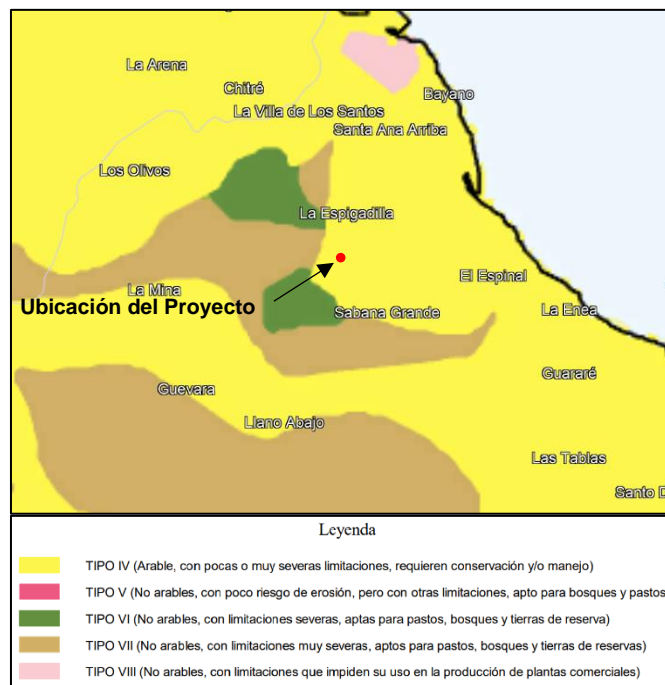 La Arena
Chitré
Bayano
La Villa de Los Santos
Santa Ana Arriba
Los Olivos
La Espigadilla
El Espinal
La Mina
Ubicación del Proyecto
Sabana Grande
La Enea
Guararé
Guevara
Llano Abajo
Las Tablas
Santo D
Leyenda
TIPO IV (Arable, con pocas o muy severas limitaciones, requieren conservación y/o manejo)
TIPO V (No arables, con poco riesgo de erosión, pero con otras limitaciones, apto para bosques y pastos
TIPO VI (No arables, con limitaciones severas, aptas para pastos, bosques y tierras de reserva)
TIPO VII (No arables, con limitaciones muy severas, aptos para pastos, bosques y tierras de reservas)
TIPO VIII (No arables, con limitaciones que impiden su uso en la producción de plantas comerciales)